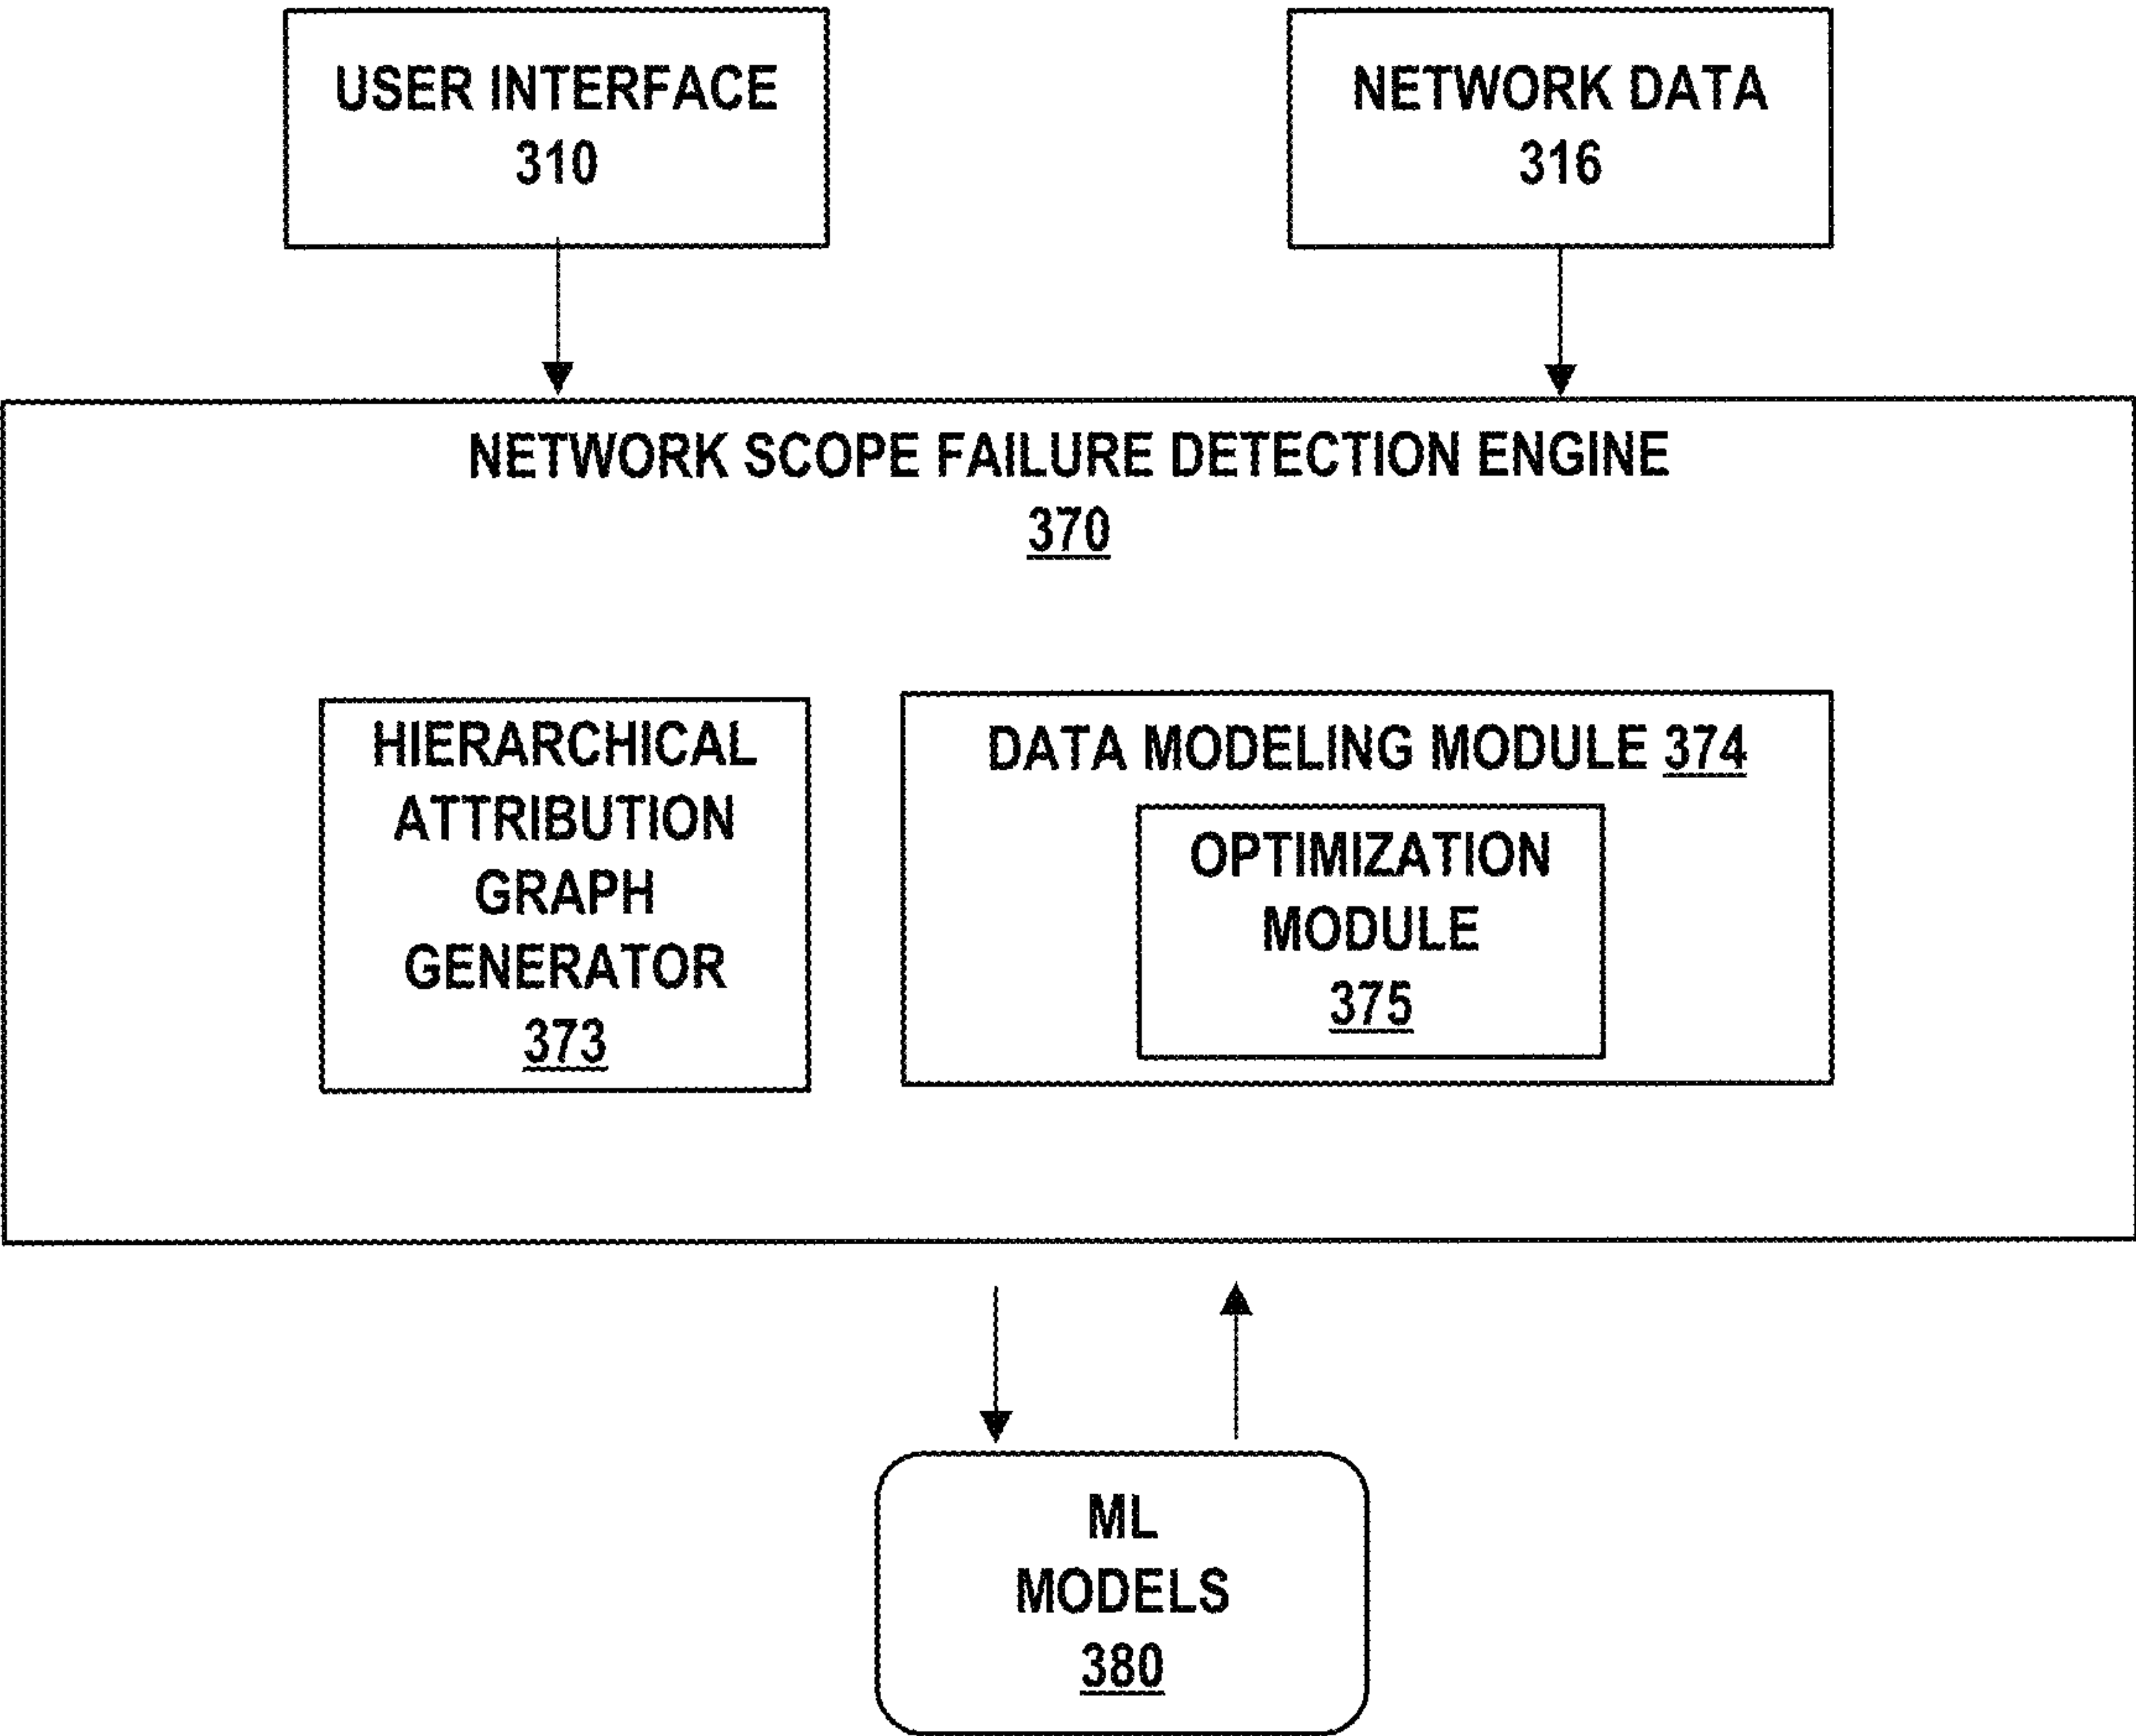 USER INTERFACE
310
NETWORK DATA
316
NETWORK SCOPE FAILURE DETECTION ENGINE
370
HIERARCHICAL
ATTRIBUTION
GRAPH
GENERATOR
373
DATA MODELING MODULE 374
OPTIMIZATION
MODULE
375
ML
MODELS
380